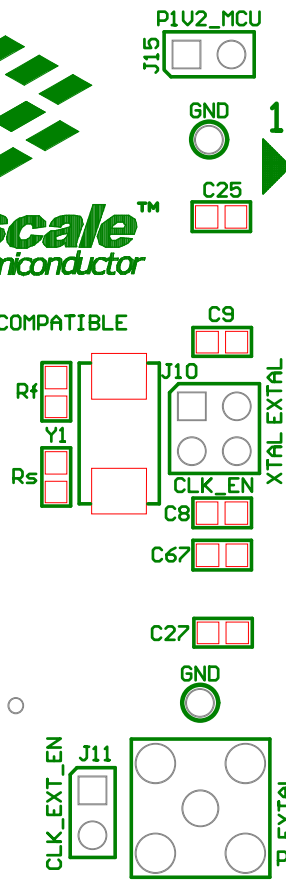 P1V2_MCU
J15
GND
1
C25
scale™
miconductor
COMPATIBLE
C9
J10
Rf
XTAL EXTAL
Y1
Rs
CLK_EN
C8
C67
C27
GND
J11
CLK_EXT_EN